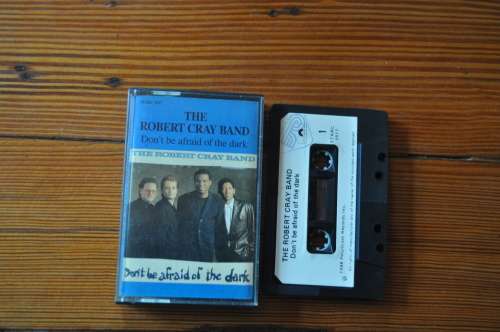 THE
ROBERT CRAY BAND
Don't be afraid of the dark
THE ROBERT CRAY BAND
Don't be afraid of the dark
1
THE ROBERT CRAY BAND
Don't be afraid of the dark